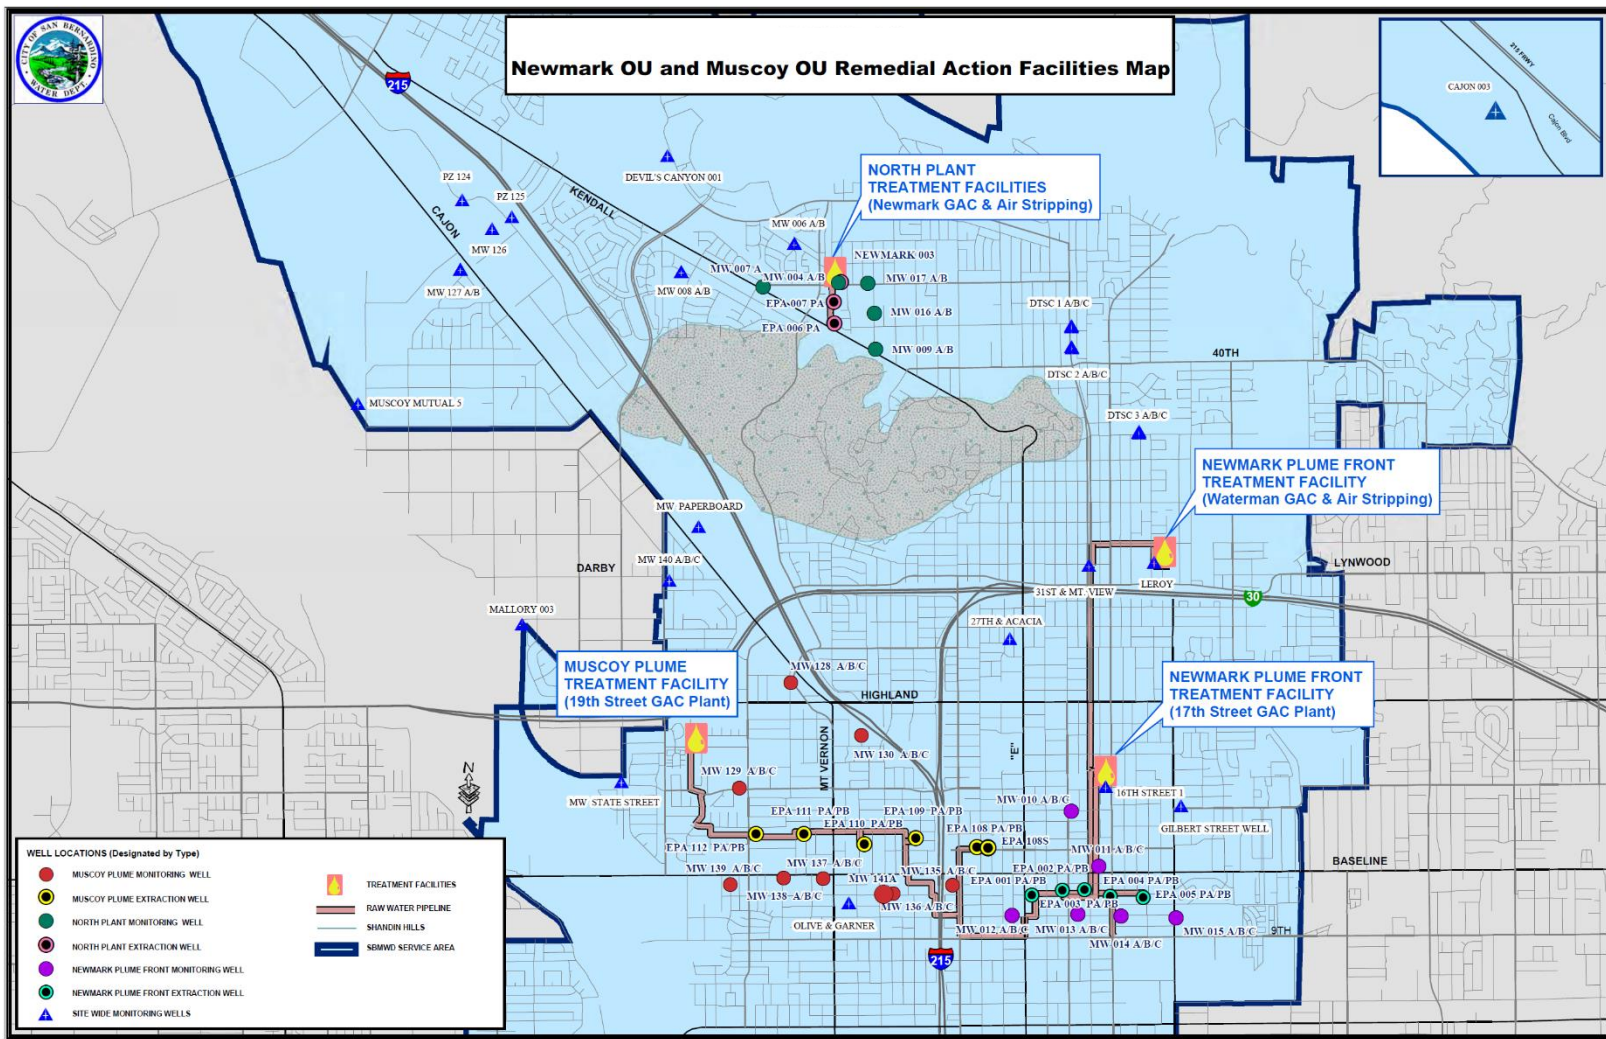 CITY OF SAN BERNARDINO
WATER DEPT.
Newmark OU and Muscoy OU Remedial Action Facilities Map
215 FRWY
CAJON 003
Cajon Blvd
215
DEVIL'S CANYON 001
NORTH PLANT
TREATMENT FACILITIES
(Newmark GAC & Air Stripping)
PZ 124
PZ 125
KENDALL
CAJON
MW 126
MW 127 A/B
MW 006 A/B
NEWMARK 003
MW 007 A
MW 004 A/B
MW 017 A/B
MW 008 A/B
EPA 007 PA
MW 016 A/B
DTSC 1 A/B/C
EPA 006 PA
MW 009 A/B
40TH
DTSC 2 A/B/C
MUSCOY MUTUAL 5
DTSC 3 A/B/C
NEWMARK PLUME FRONT
TREATMENT FACILITY
(Waterman GAC & Air Stripping)
MW PAPERBOARD
MW 140 A/B/C
DARBY
LYNWOOD
LEROY
31ST & MT. VIEW
30
MALLORY 003
27TH & ACACIA
MUSCOY PLUME
TREATMENT FACILITY
(19th Street GAC Plant)
MW 128 A/B/C
HIGHLAND
NEWMARK PLUME FRONT
TREATMENT FACILITY
(17th Street GAC Plant)
MT VERNON
"E"
MW 130 A/B/C
MW 129 A/B/C
N
MW STATE STREET
16TH STREET 1
EPA 111 PA/PB
EPA 109 PA/PB
MW 010 A/B/C
EPA 110 PA/PB
EPA 108 PA/PB
GILBERT STREET WELL
EPA 112 PA/PB
EPA 108S
MW 011 A/B/C
BASELINE
MW 139 A/B/C
MW 137 A/B/C
MW 135 A/B/C
EPA 002 PA/PB
MW 141A
EPA 001 PA/PB
EPA 004 PA/PB
MW 138 A/B/C
EPA 005 PA/PB
MW 136 A/B/C
EPA 003 PA/PB
OLIVE & GARNER
MW 012 A/B/C
MW 013 A/B/C
MW 015 A/B/C
9TH
MW 014 A/B/C
215
WELL LOCATIONS (Designated by Type)
MUSCOY PLUME MONITORING WELL
MUSCOY PLUME EXTRACTION WELL
NORTH PLANT MONITORING WELL
NORTH PLANT EXTRACTION WELL
NEWMARK PLUME FRONT MONITORING WELL
NEWMARK PLUME FRONT EXTRACTION WELL
SITE WIDE MONITORING WELLS
TREATMENT FACILITIES
RAW WATER PIPELINE
SHANDIN HILLS
SBMWD SERVICE AREA